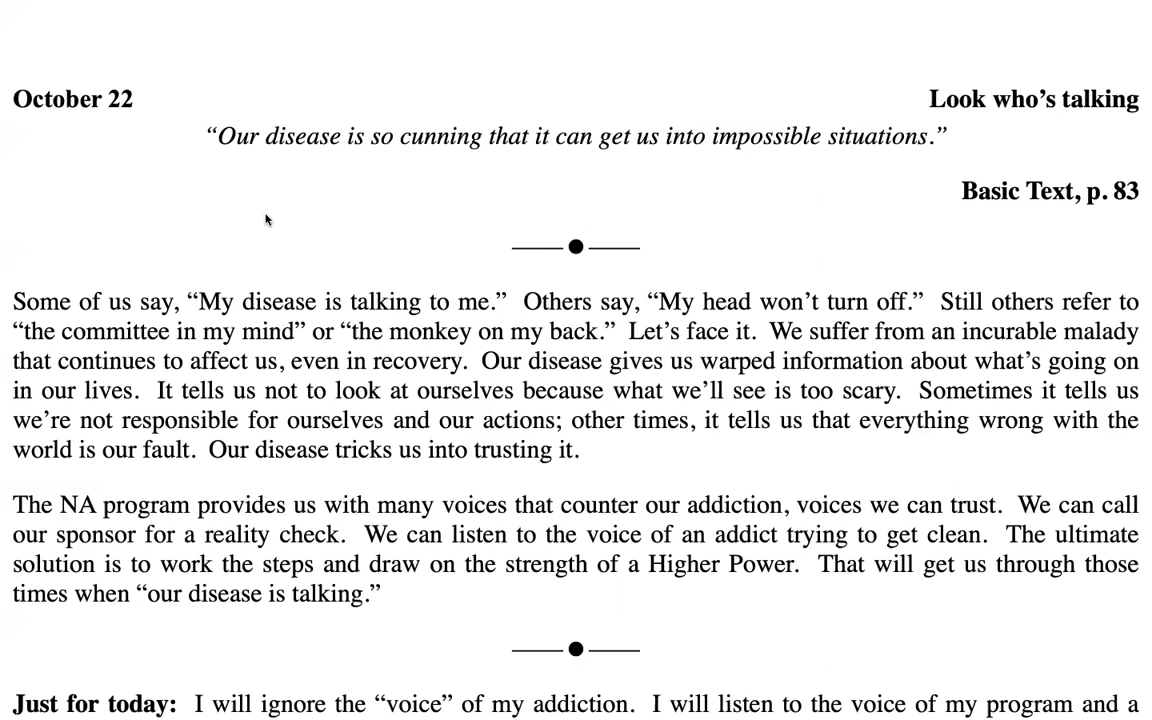 October 22 Look who’s talking
“Our disease is so cunning that it can get us into impossible situations.”
Basic Text, p. 83
Some of us say, “My disease is talking to me.” Others say, “My head won’t turn off.” Still others refer to
“the committee in my mind” or “the monkey on my back.” Let’s face it. We suffer from an incurable malady
that continues to affect us, even in recovery. Our disease gives us warped information about what’s going on
in our lives. It tells us not to look at ourselves because what we’ll see is too scary. Sometimes it tells us
we’re not responsible for ourselves and our actions; other times, it tells us that everything wrong with the
world is our fault. Our disease tricks us into trusting it.
The NA program provides us with many voices that counter our addiction, voices we can trust. We can call
our sponsor for a reality check. We can listen to the voice of an addict trying to get clean. The ultimate
solution is to work the steps and draw on the strength of a Higher Power. That will get us through those
times when “our disease is talking.”
Just for today: I will ignore the “voice” of my addiction. I will listen to the voice of my program and a